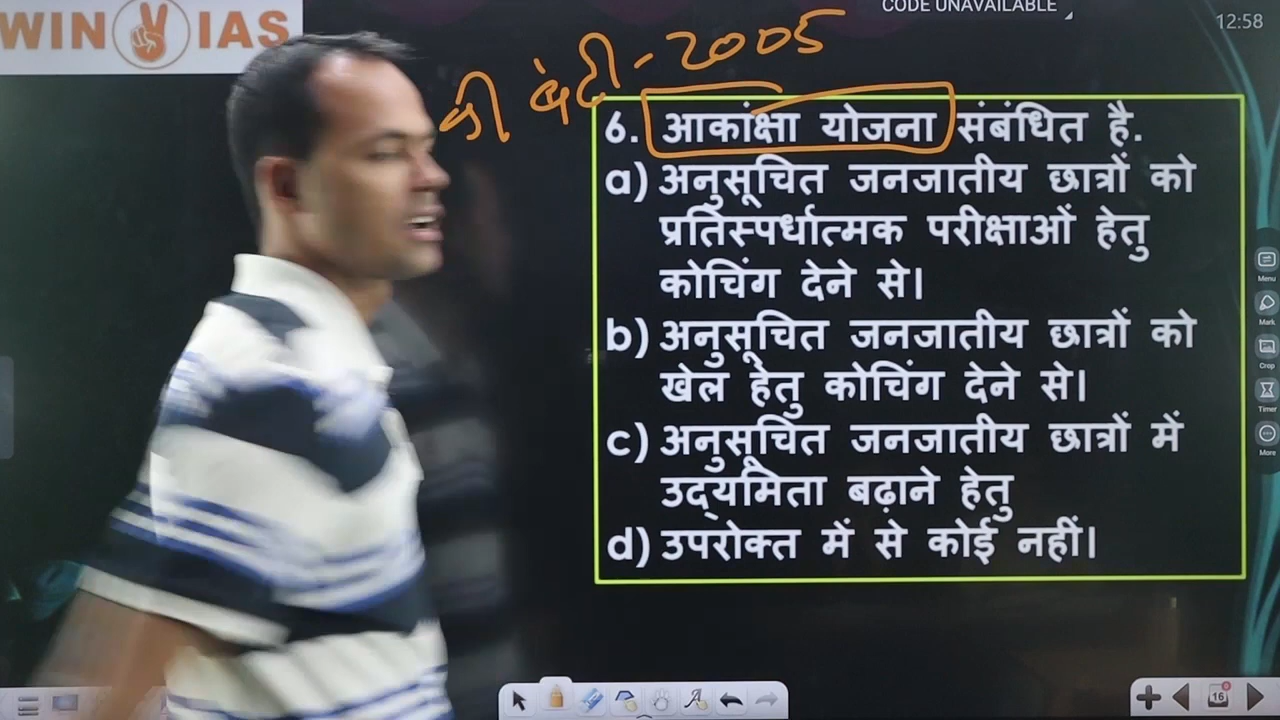 WIN IAS
CODE UNAVAILABLE
12:58
2005
6. आकांक्षा योजना संबंधित है.
a) अनुसूचित जनजातीय छात्रों को
प्रतिस्पर्धात्मक परीक्षाओं हेतु
कोचिंग देने से।
b) अनुसूचित जनजातीय छात्रों को
खेल हेतु कोचिंग देने से।
c) अनुसूचित जनजातीय छात्रों में
उद्यमिता बढ़ाने हेतु
d) उपरोक्त में से कोई नहीं।
Menu
Mark
Crop
Timer
More
16